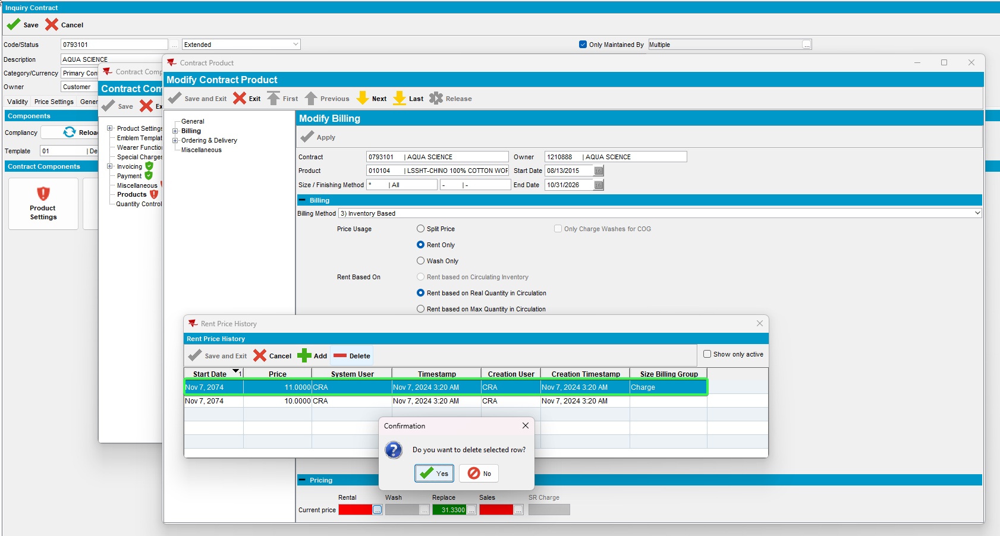 Inquiry Contract
Save Cancel
Code/Status 0793101 ... Extended Only Maintained By Multiple ...
Description AQUA SCIENCE
Category/Currency Primary Con
Owner Customer
Validity Price Settings Gener
Components
Compliancy Reloa
Template 01 | De
Contract Components
Product
Settings
Contract Comp
Contract Com
Save Ex
Product Settings
Emblem Templat
Wearer Functio
Special Charges
Invoicing
Payment
Miscellaneous
Products
Quantity Control
Contract Product
Modify Contract Product
Save and Exit Exit First Previous Next Last Release
General
Billing
Ordering & Delivery
Miscellaneous
Modify Billing
Apply
Contract 0793101 | AQUA SCIENCE Owner 1210888 | AQUA SCIENCE
Product 010104 | LSSHT-CHINO 100% COTTON WOR Start Date 08/13/2015 16
Size / Finishing Method * | All - | - End Date 10/31/2026 16
Billing
Billing Method 3) Inventory Based
Price Usage Split Price Only Charge Washes for COG
Rent Only
Wash Only
Rent Based On Rent based on Circulating Inventory
Rent based on Real Quantity in Circulation
Rent based on Max Quantity in Circulation
Rent Price History
Rent Price History
Save and Exit Cancel Add Delete Show only active
Start Date 1 Price System User Timestamp Creation User Creation Timestamp Size Billing Group
Nov 7, 2074 11.0000 CRA Nov 7, 2024 3:20 AM CRA Nov 7, 2024 3:20 AM Charge
Nov 7, 2074 10.0000 CRA Nov 7, 2024 3:20 AM CRA Nov 7, 2024 3:20 AM
Confirmation
? Do you want to delete selected row?
Yes No
Pricing
Rental Wash Replace Sales SR Charge
Current price ... ... 31.3300 ... ...